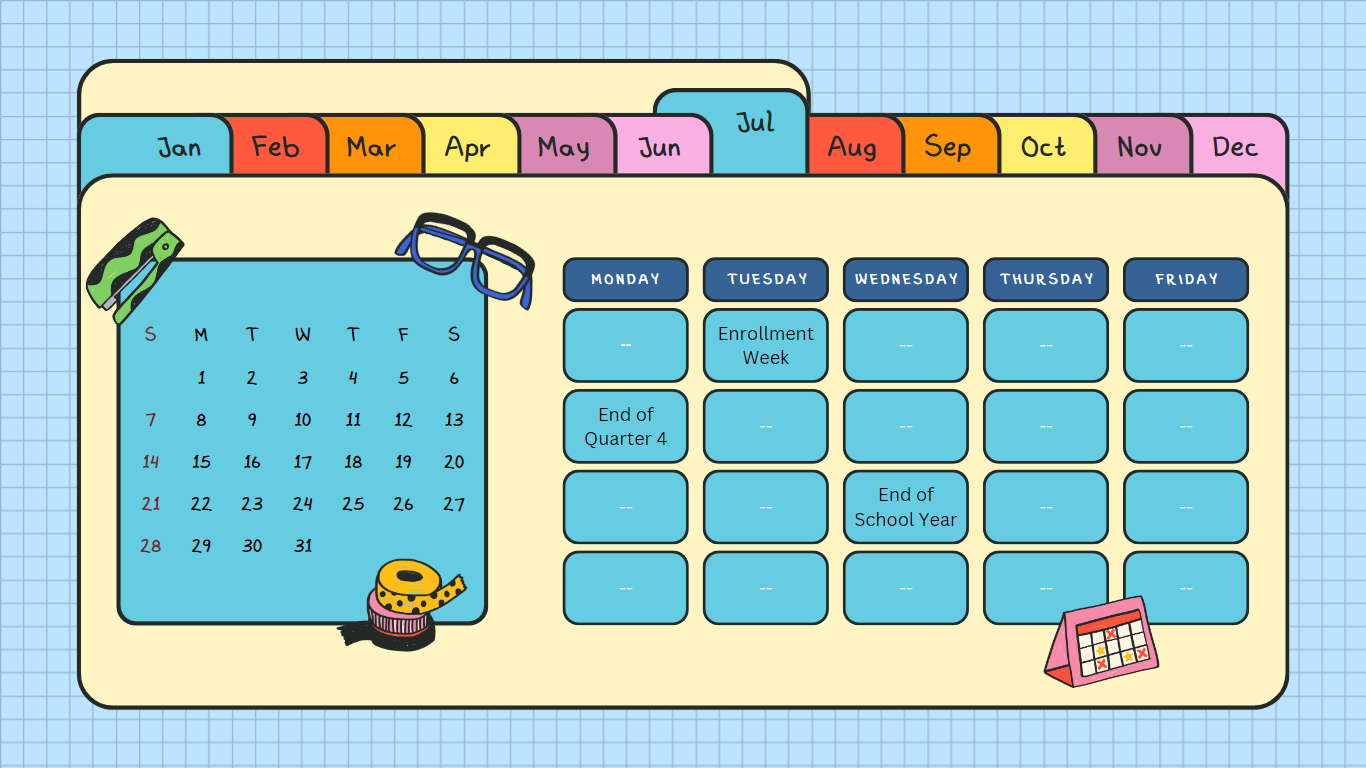 Jan Feb Mar Apr May Jun Jul Aug Sep Oct Nov Dec
S M T W T F S
1 2 3 4 5 6
7 8 9 10 11 12 13
14 15 16 17 18 19 20
21 22 23 24 25 26 27
28 29 30 31
MONDAY TUESDAY WEDNESDAY THURSDAY FRIDAY
-- Enrollment -- -- --
Week
End of -- -- -- --
Quarter 4
-- -- End of -- --
School Year
-- -- -- -- --